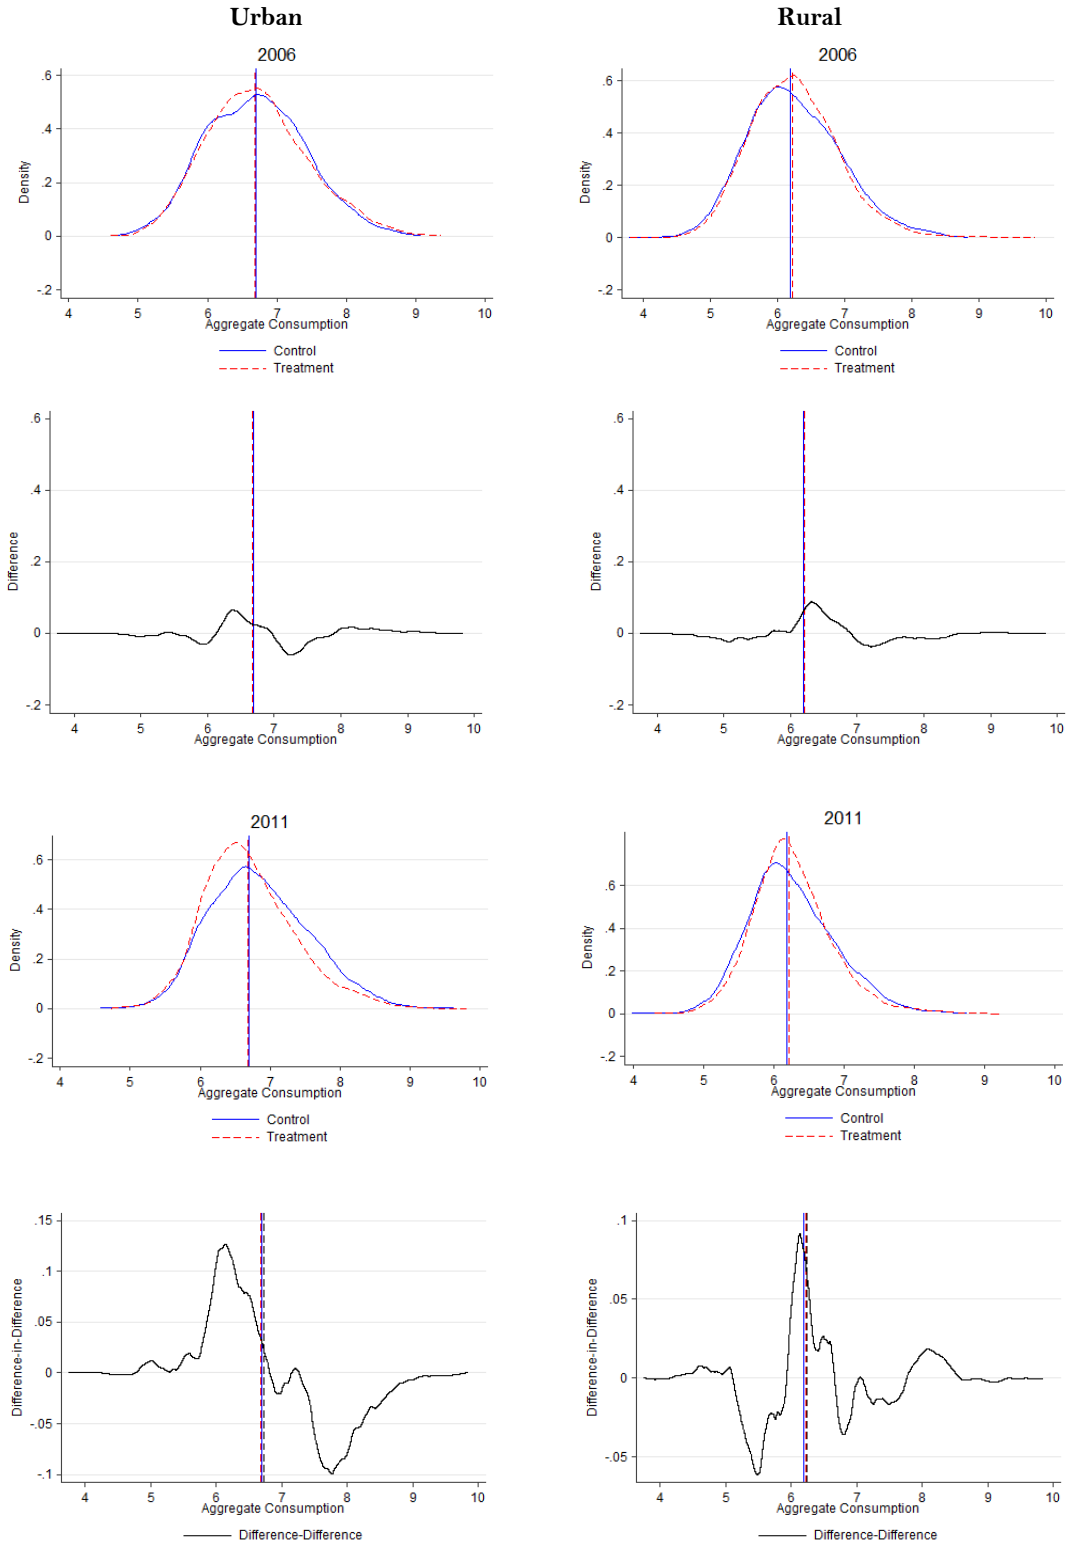 Urban Rural
2006 2006
.6 .6
.4 .4
Density Density
.2 .2
0 0
-.2 -.2
4 5 6 7 8 9 10 4 5 6 7 8 9 10
Aggregate Consumption Aggregate Consumption
Control Control
Treatment Treatment
.6 .6
.4 .4
Difference Difference
.2 .2
0 0
-.2 -.2
4 5 6 7 8 9 10 4 5 6 7 8 9 10
Aggregate Consumption Aggregate Consumption
2011 2011
.6 .6
.4 .4
Density Density
.2 .2
0 0
-.2 -.2
4 5 6 7 8 9 10 4 5 6 7 8 9 10
Aggregate Consumption Aggregate Consumption
Control Control
Treatment Treatment
.15 .1
.1 .05
Difference-in-Difference Difference-in-Difference
.05 0
0 -.05
-.05
-.1
4 5 6 7 8 9 10 4 5 6 7 8 9 10
Aggregate Consumption Aggregate Consumption
Difference-Difference Difference-Difference